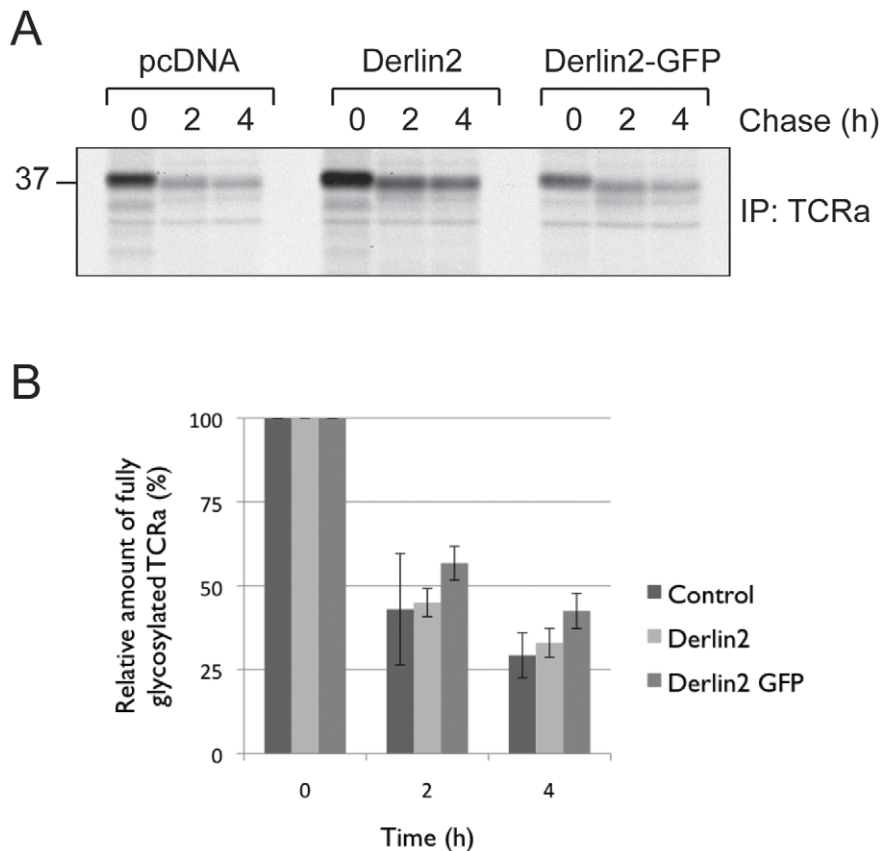 A
pcDNA Derlin2 Derlin2-GFP
0 2 4 0 2 4 0 2 4 Chase (h)
37
IP: TCRa
B
Relative amount of fully
glycosylated TCRa (%)
100
75
50
25
0
0 2 4
Time (h)
Control
Derlin2
Derlin2 GFP